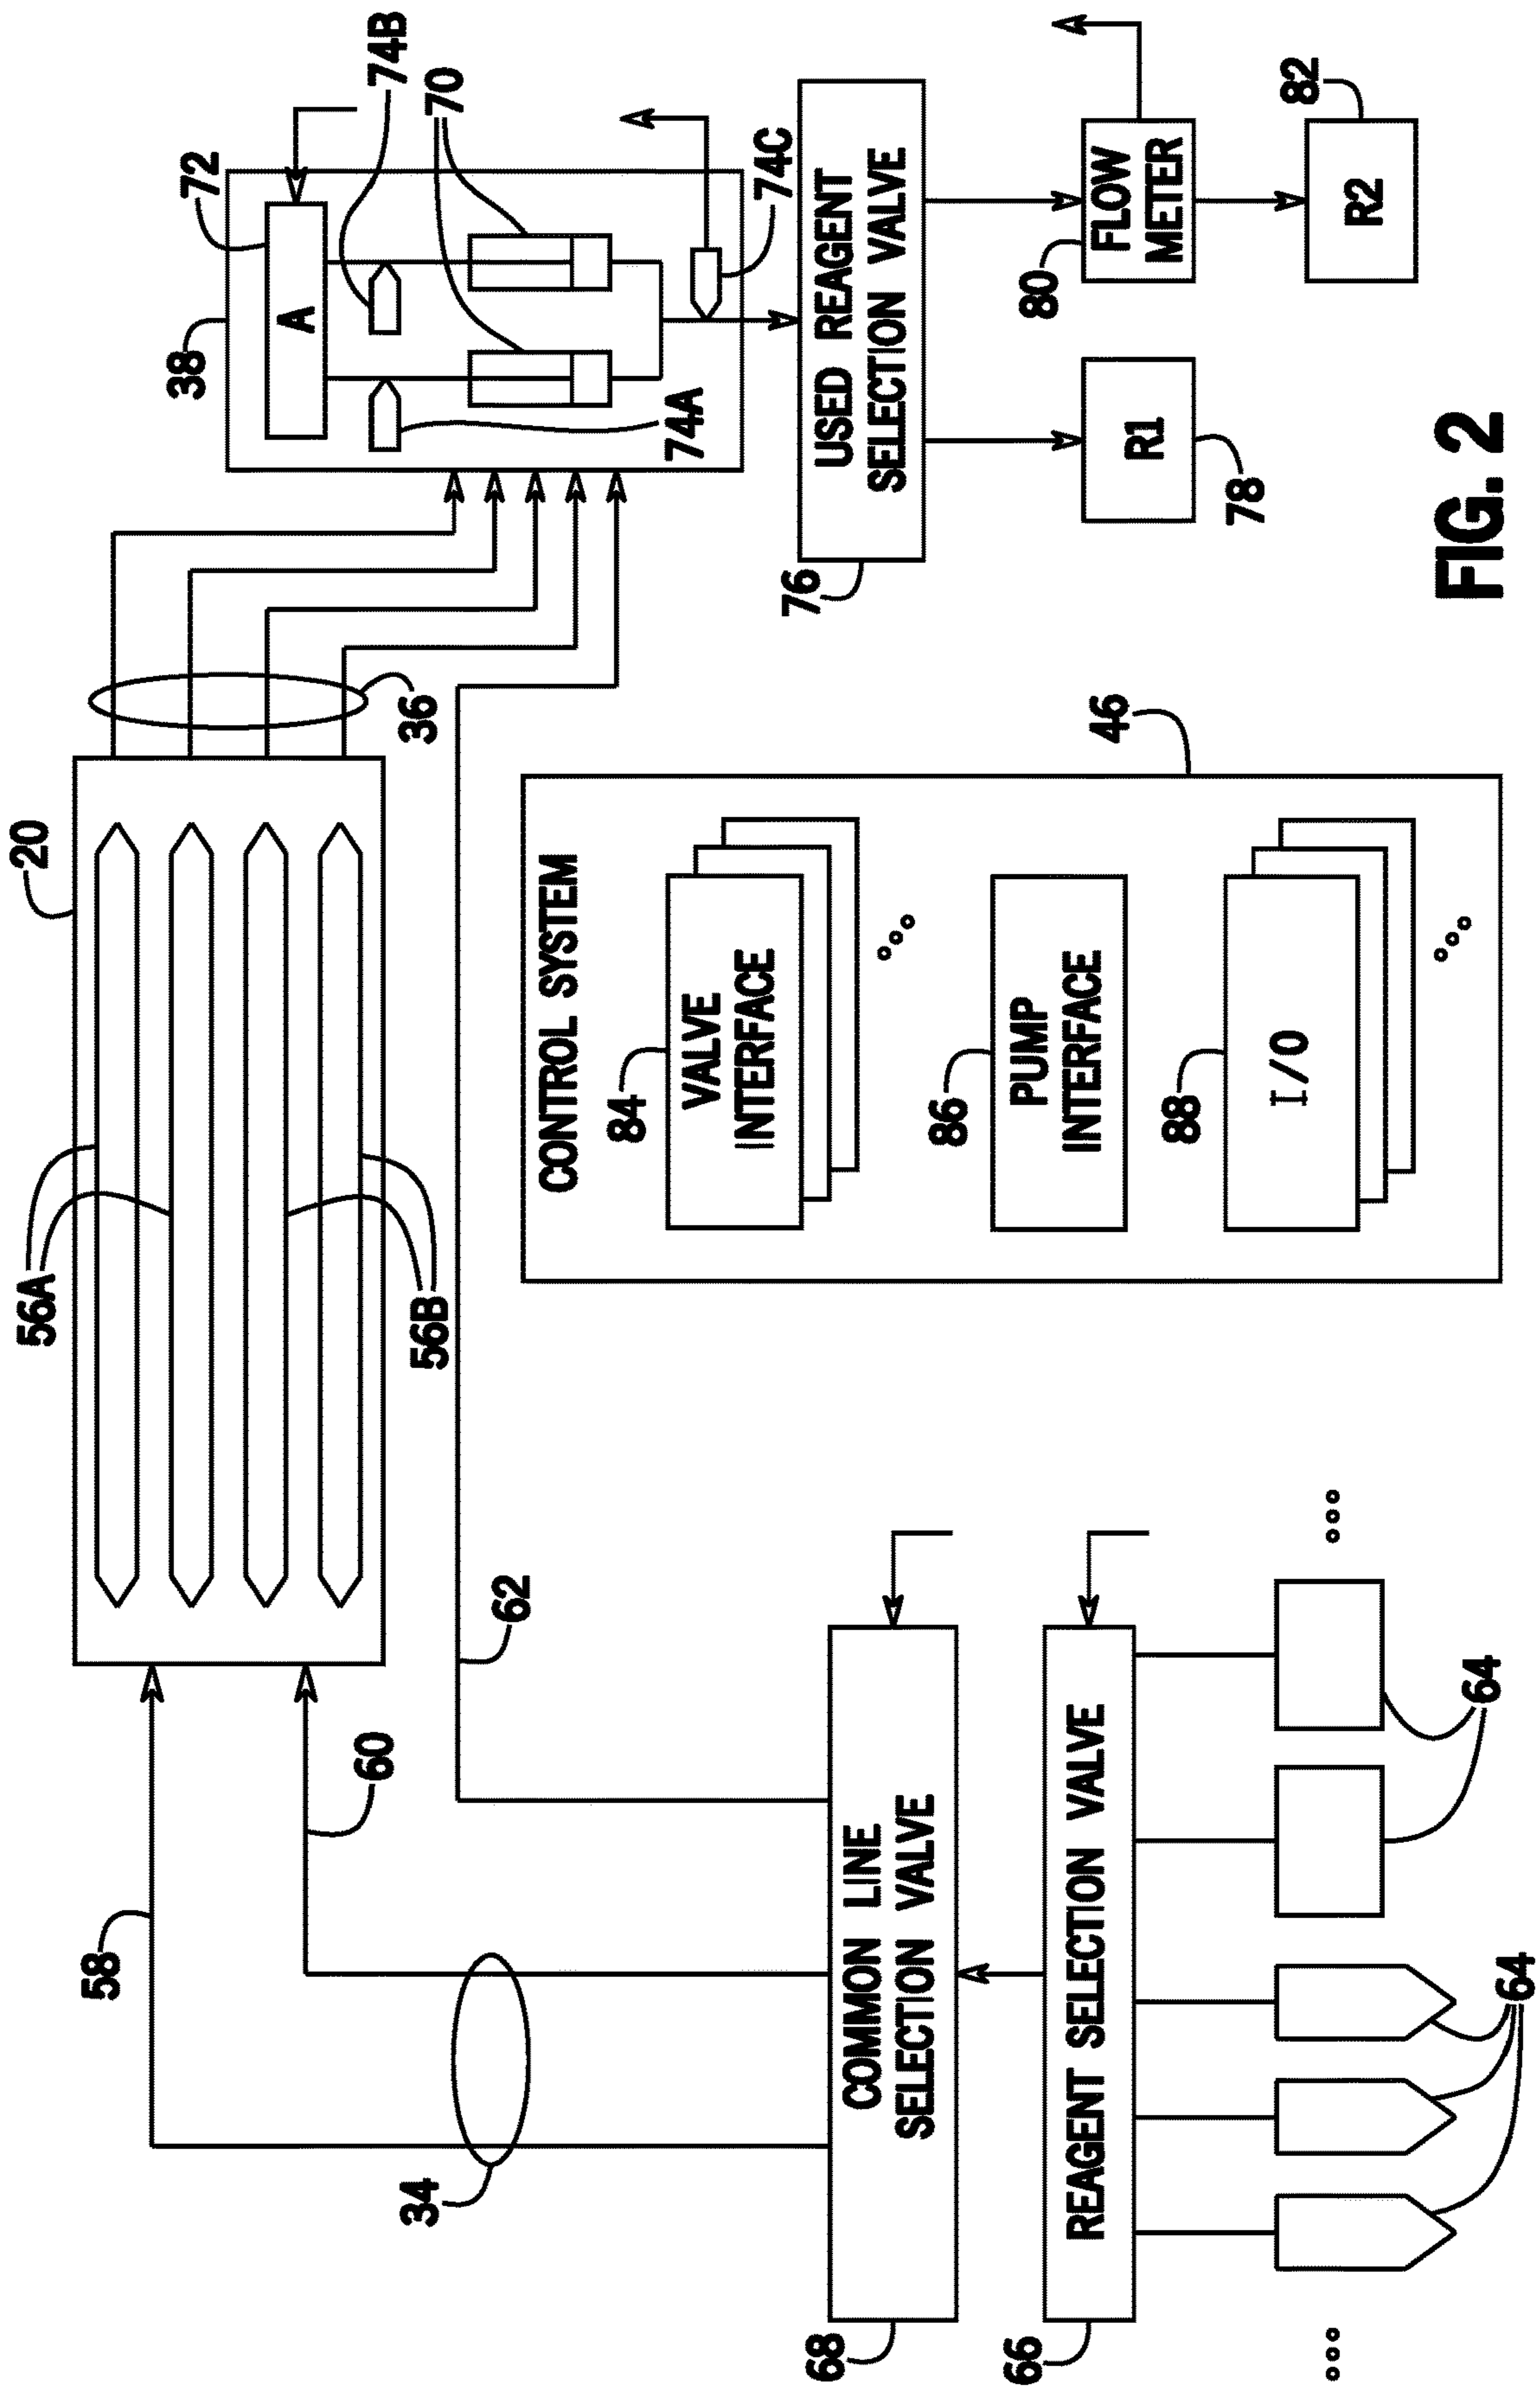 58
34
60
62
56A
56B
20
36
38
72
A
74B
70
74A
74C
COMMON LINE
SELECTION VALVE
68
REAGENT SELECTION VALVE
66
64
64
CONTROL SYSTEM
46
84
VALVE
INTERFACE
86
PUMP
INTERFACE
88
I/O
USED REAGENT
SELECTION VALVE
76
R1
78
80
FLOW
METER
R2
82
FIG. 2